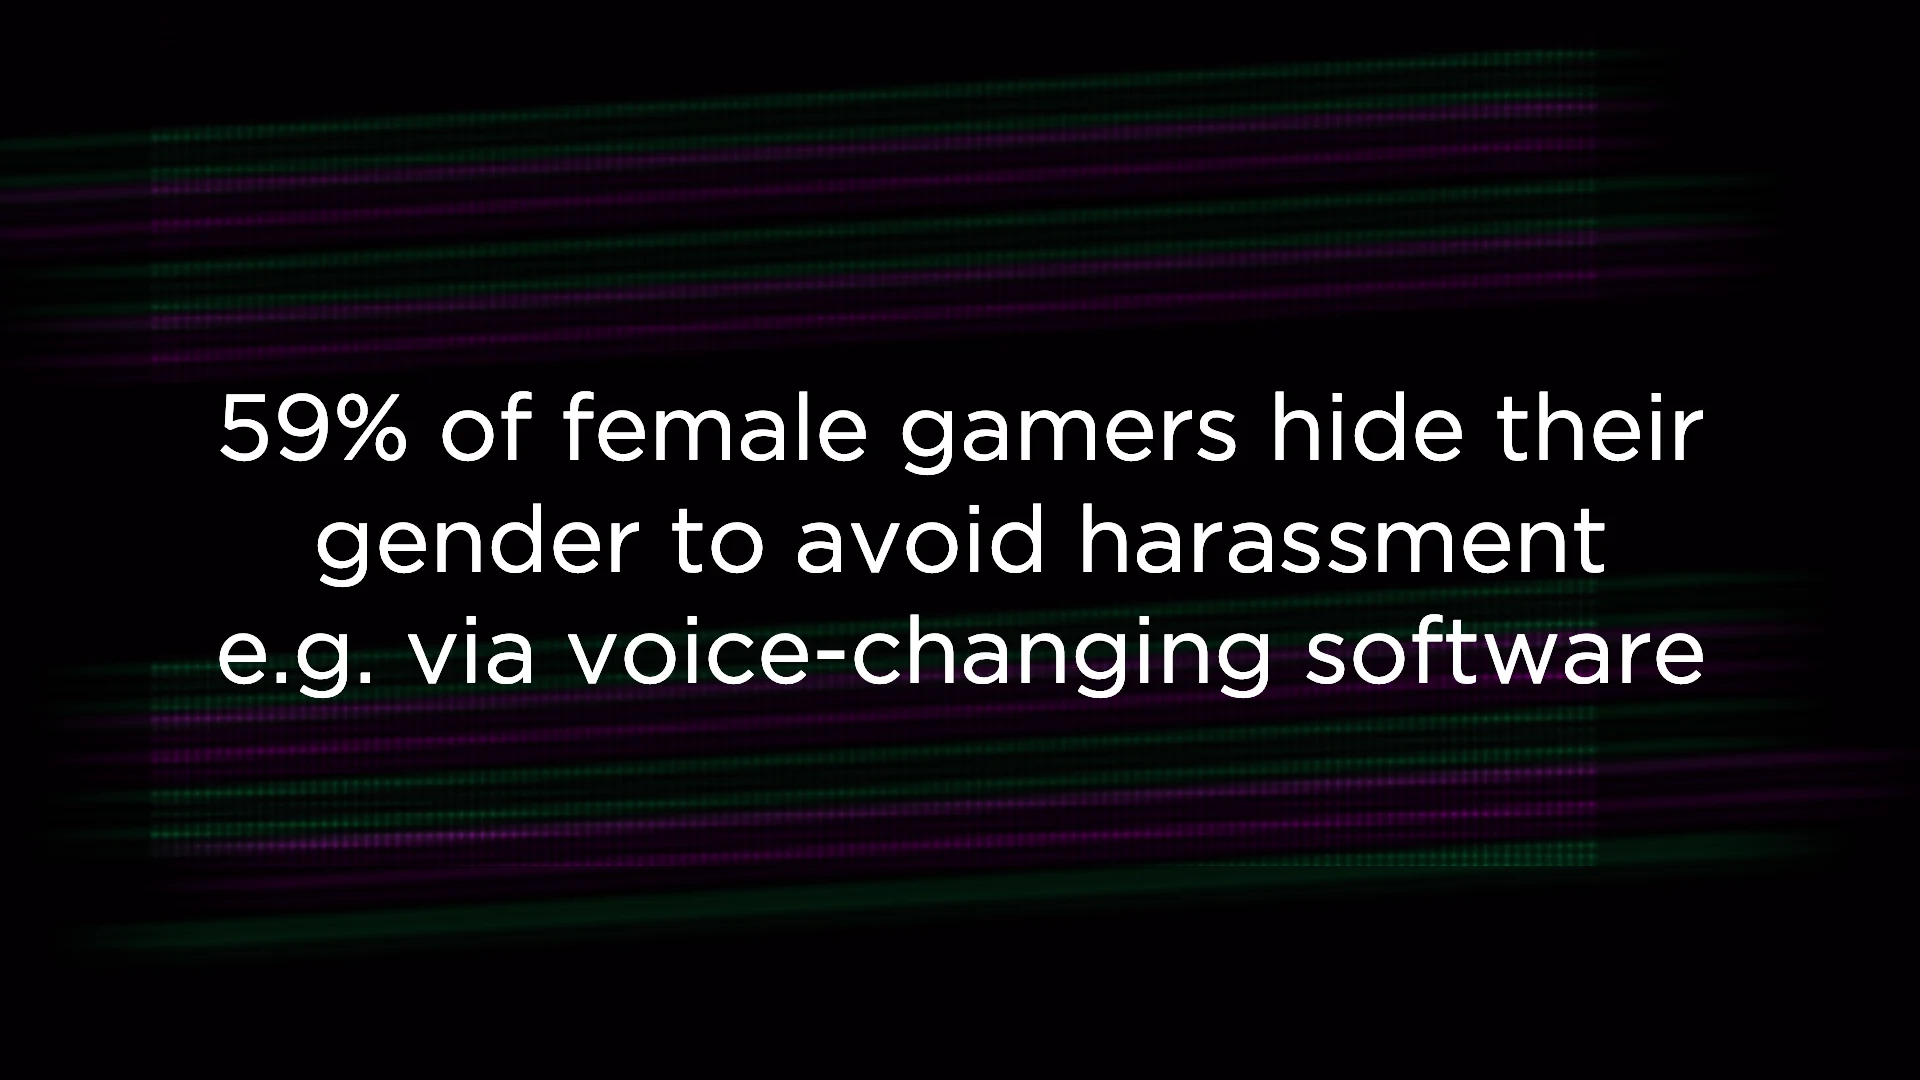 59% of female gamers hide their
gender to avoid harassment
e.g. via voice-changing software